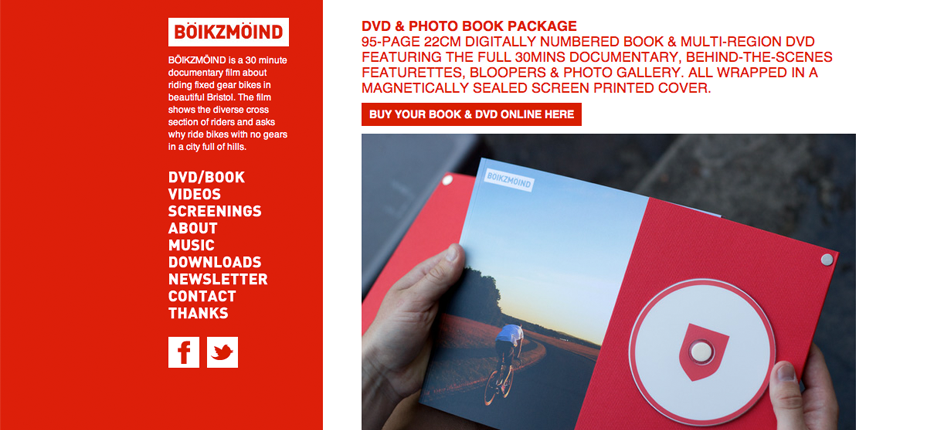 BÖIKZMÖIND
BÖIKZMÖIND is a 30 minute
documentary film about
riding fixed gear bikes in
beautiful Bristol. The film
shows the diverse cross
section of riders and asks
why ride bikes with no gears
in a city full of hills.
DVD/BOOK
VIDEOS
SCREENINGS
ABOUT
MUSIC
DOWNLOADS
NEWSLETTER
CONTACT
THANKS
DVD & PHOTO BOOK PACKAGE
95-PAGE 22CM DIGITALLY NUMBERED BOOK & MULTI-REGION DVD
FEATURING THE FULL 30MINS DOCUMENTARY, BEHIND-THE-SCENES
FEATURETTES, BLOOPERS & PHOTO GALLERY. ALL WRAPPED IN A
MAGNETICALLY SEALED SCREEN PRINTED COVER.
BUY YOUR BOOK & DVD ONLINE HERE
BÖIKZMÖIND